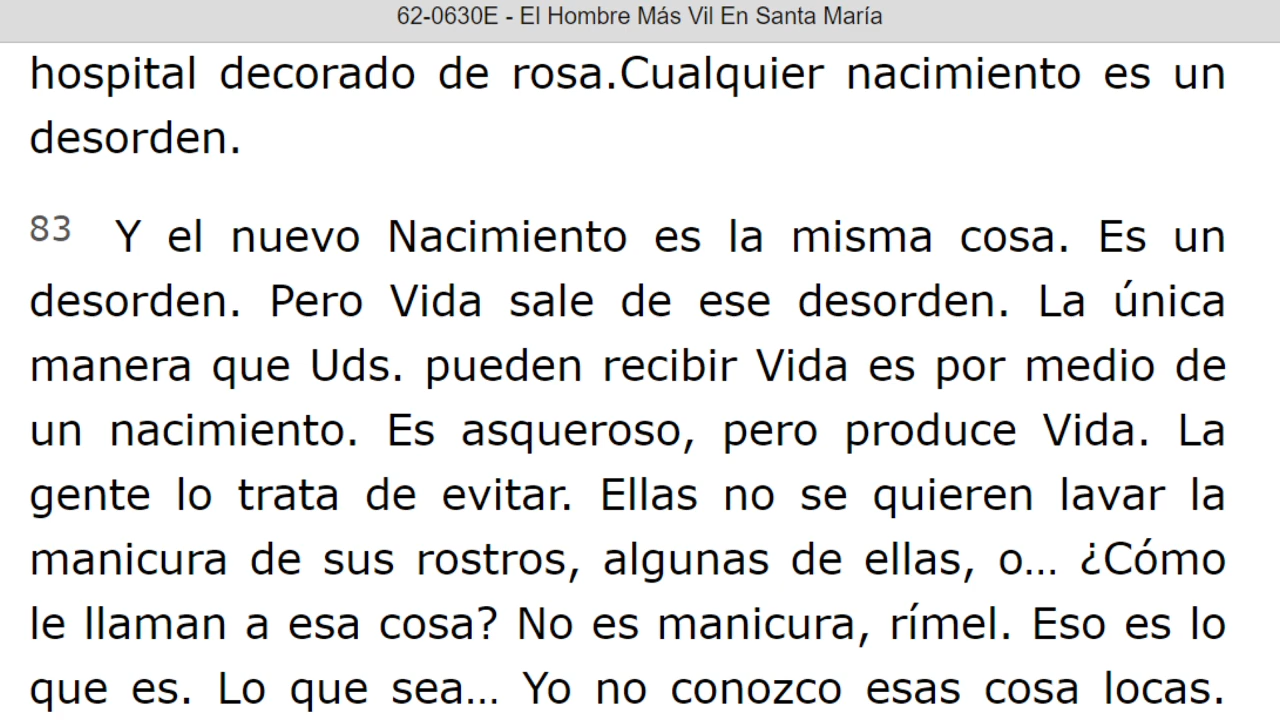 62-0630E - El Hombre Más Vil En Santa María
hospital decorado de rosa.Cualquier nacimiento es un
desorden.
83 Y el nuevo Nacimiento es la misma cosa. Es un
desorden. Pero Vida sale de ese desorden. La única
manera que Uds. pueden recibir Vida es por medio de
un nacimiento. Es asqueroso, pero produce Vida. La
gente lo trata de evitar. Ellas no se quieren lavar la
manicura de sus rostros, algunas de ellas, o… ¿Cómo
le llaman a esa cosa? No es manicura, rímel. Eso es lo
que es. Lo que sea… Yo no conozco esas cosa locas.